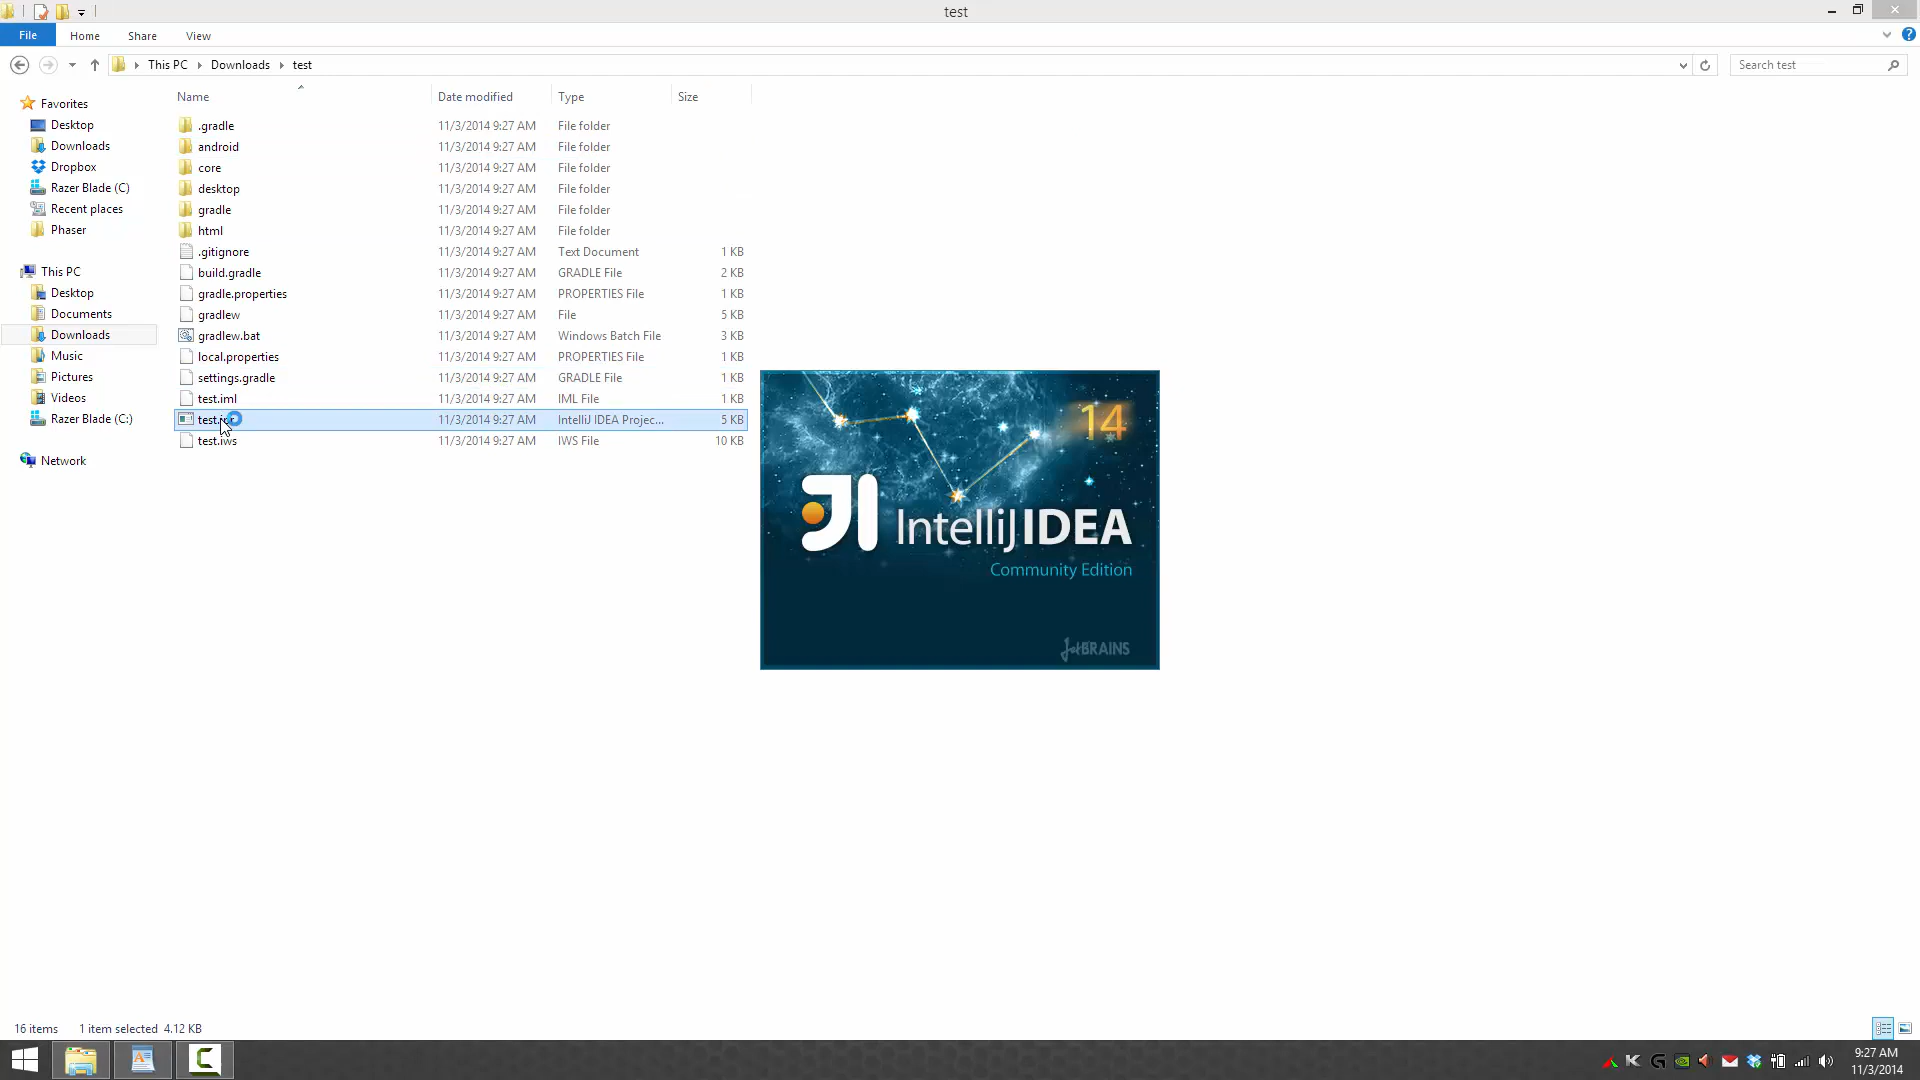 test
File Home Share View
This PC Downloads test
Search test
Name Date modified Type Size
Favorites
Desktop
Downloads
Dropbox
Razer Blade (C)
Recent places
Phaser
This PC
Desktop
Documents
Downloads
Music
Pictures
Videos
Razer Blade (C:)
Network
.gradle 11/3/2014 9:27 AM File folder
android 11/3/2014 9:27 AM File folder
core 11/3/2014 9:27 AM File folder
desktop 11/3/2014 9:27 AM File folder
gradle 11/3/2014 9:27 AM File folder
html 11/3/2014 9:27 AM File folder
.gitignore 11/3/2014 9:27 AM Text Document 1 KB
build.gradle 11/3/2014 9:27 AM GRADLE File 2 KB
gradle.properties 11/3/2014 9:27 AM PROPERTIES File 1 KB
gradlew 11/3/2014 9:27 AM File 5 KB
gradlew.bat 11/3/2014 9:27 AM Windows Batch File 3 KB
local.properties 11/3/2014 9:27 AM PROPERTIES File 1 KB
settings.gradle 11/3/2014 9:27 AM GRADLE File 1 KB
test.iml 11/3/2014 9:27 AM IML File 1 KB
11/3/2014 9:27 AM IntelliJ IDEA Projec... 5 KB
test.iws 11/3/2014 9:27 AM IWS File 10 KB
14
IntelliJ IDEA
Community Edition
JetBRAINS
16 items 1 item selected 4.12 KB
9:27 AM
11/3/2014